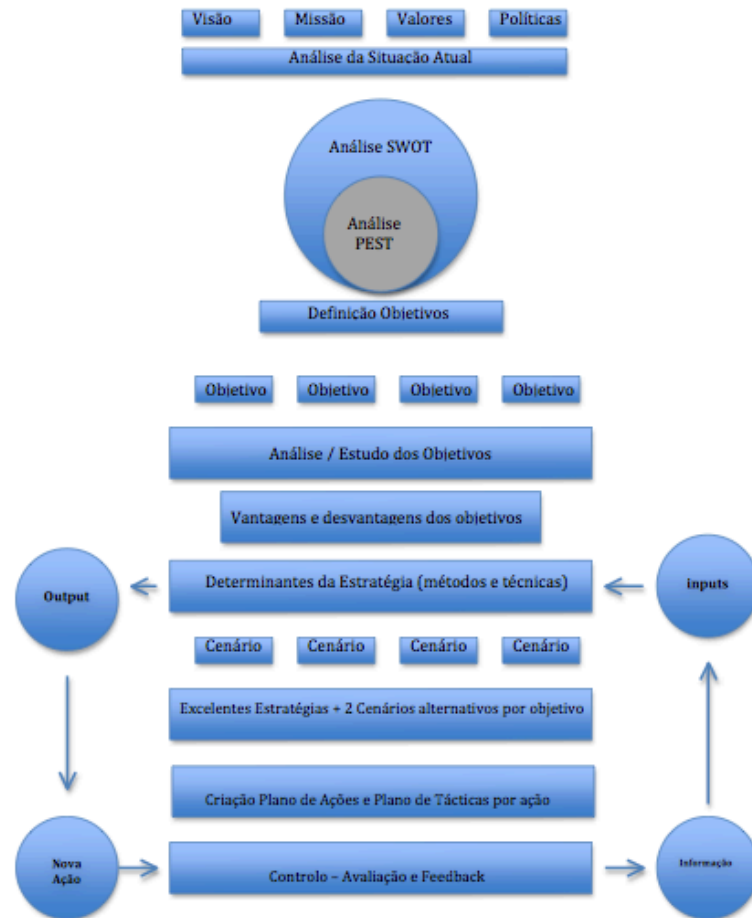 Visão
Missão
Valores
Políticas
Análise da Situação Atual
Análise SWOT
Análise
PEST
Definição Objetivos
Objetivo
Objetivo
Objetivo
Objetivo
Análise / Estudo dos Objetivos
Vantagens e desvantagens dos objetivos
Output
Determinantes da Estratégia (métodos e técnicas)
inputs
Cenário
Cenário
Cenário
Cenário
Excelentes Estratégias + 2 Cenários alternativos por objetivo
Criação Plano de Ações e Plano de Tácticas por ação
Nova
Ação
Controlo – Avaliação e Feedback
Informação